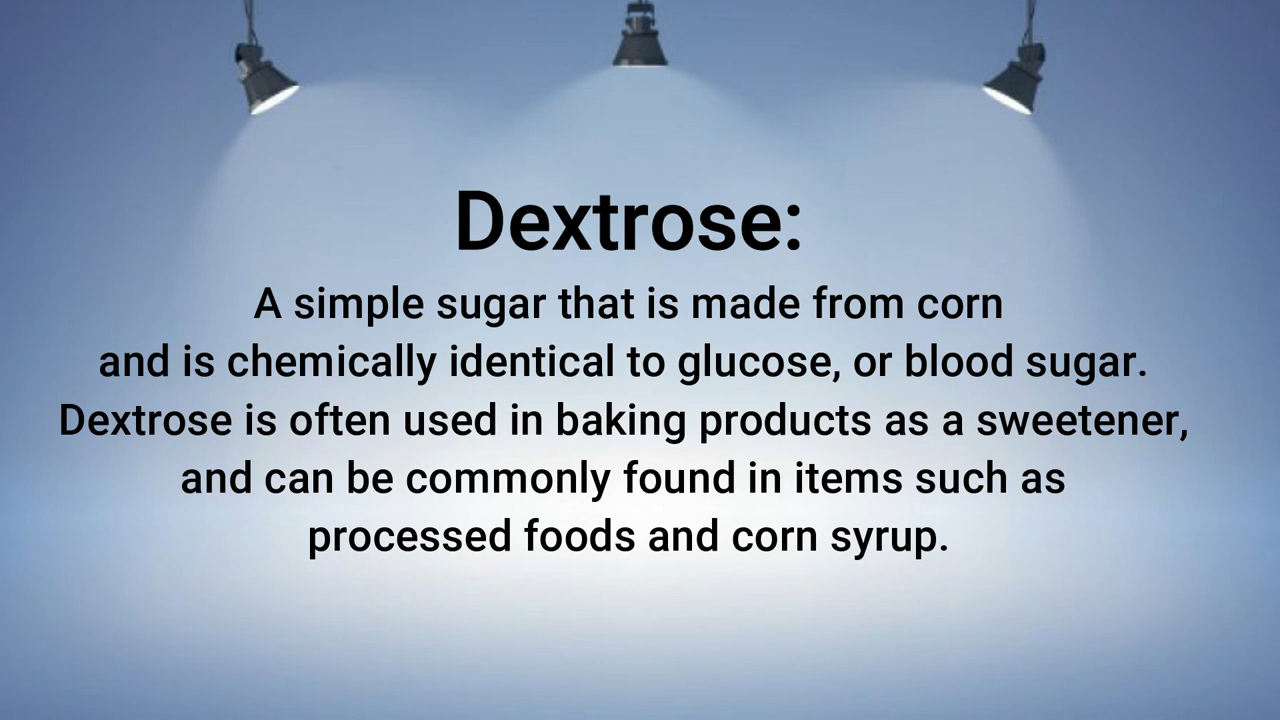 Dextrose:
A simple sugar that is made from corn
and is chemically identical to glucose, or blood sugar.
Dextrose is often used in baking products as a sweetener,
and can be commonly found in items such as
processed foods and corn syrup.